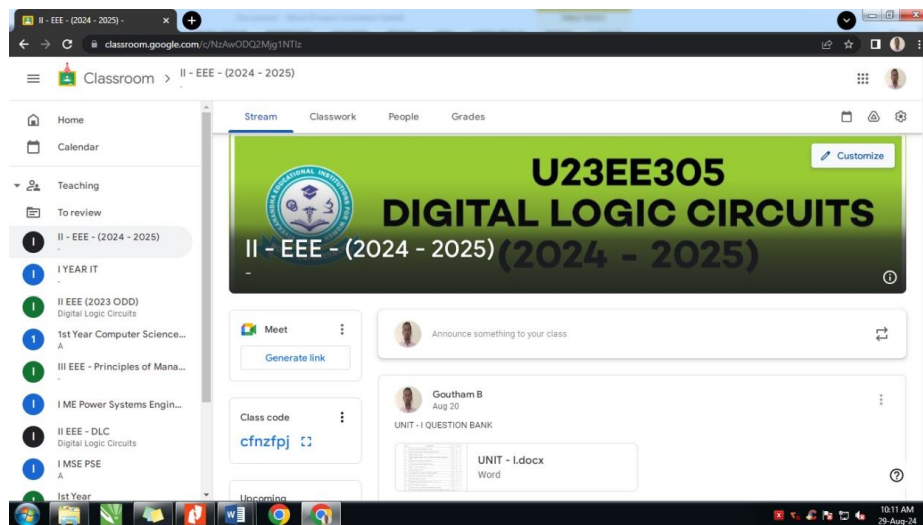 II - EEE - (2024 - 2025) -
classroom.google.com/c/NzAwODQ2Mjg1NTIz
Classroom > II - EEE - (2024 - 2025)
-
Home
Calendar
Teaching
To review
I
II - EEE - (2024 - 2025)
-
I
I YEAR IT
-
I
II EEE (2023 ODD)
Digital Logic Circuits
1
1st Year Computer Science...
A
I
III EEE - Principles of Mana...
-
I
I ME Power Systems Engin...
I
II EEE - DLC
Digital Logic Circuits
I
I MSE PSE
A
I
Ist Year
Stream Classwork People Grades
Customize
U23EE305
DIGITAL LOGIC CIRCUITS
(2024 - 2025)
II - EEE - (2024 - 2025)
-
Meet
Generate link
Class code
cfnzfpj
Upcoming
Announce something to your class
Goutham B
Aug 20
UNIT - I QUESTION BANK
UNIT - I.docx
Word
10:11 AM
29-Aug-24